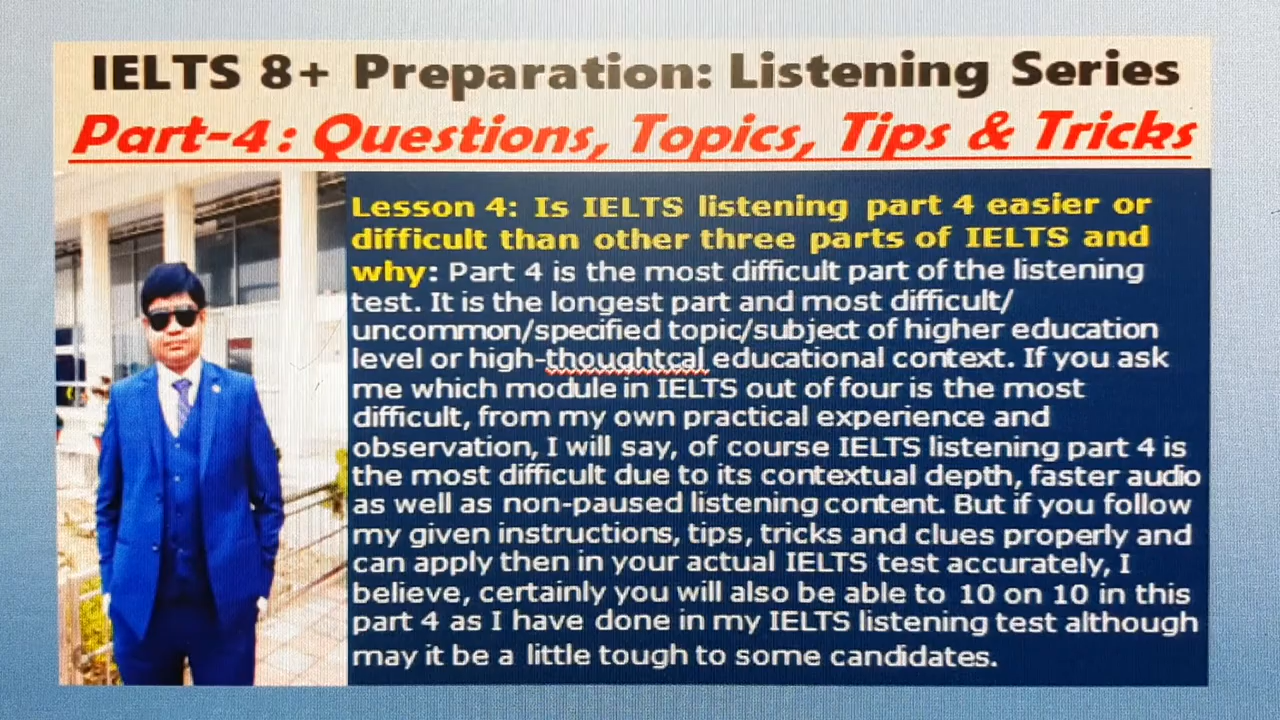 IELTS 8+ Preparation: Listening Series
Part-4: Questions, Topics, Tips & Tricks
Lesson 4: Is IELTS listening part 4 easier or
difficult than other three parts of IELTS and
why: Part 4 is the most difficult part of the listening
test. It is the longest part and most difficult/
uncommon/specified topic/subject of higher education
level or high-thoughtcal educational context. If you ask
me which module in IELTS out of four is the most
difficult, from my own practical experience and
observation, I will say, of course IELTS listening part 4 is
the most difficult due to its contextual depth, faster audio
as well as non-paused listening content. But if you follow
my given instructions, tips, tricks and clues properly and
can apply then in your actual IELTS test accurately, I
believe, certainly you will also be able to 10 on 10 in this
part 4 as I have done in my IELTS listening test although
may it be a little tough to some candidates.